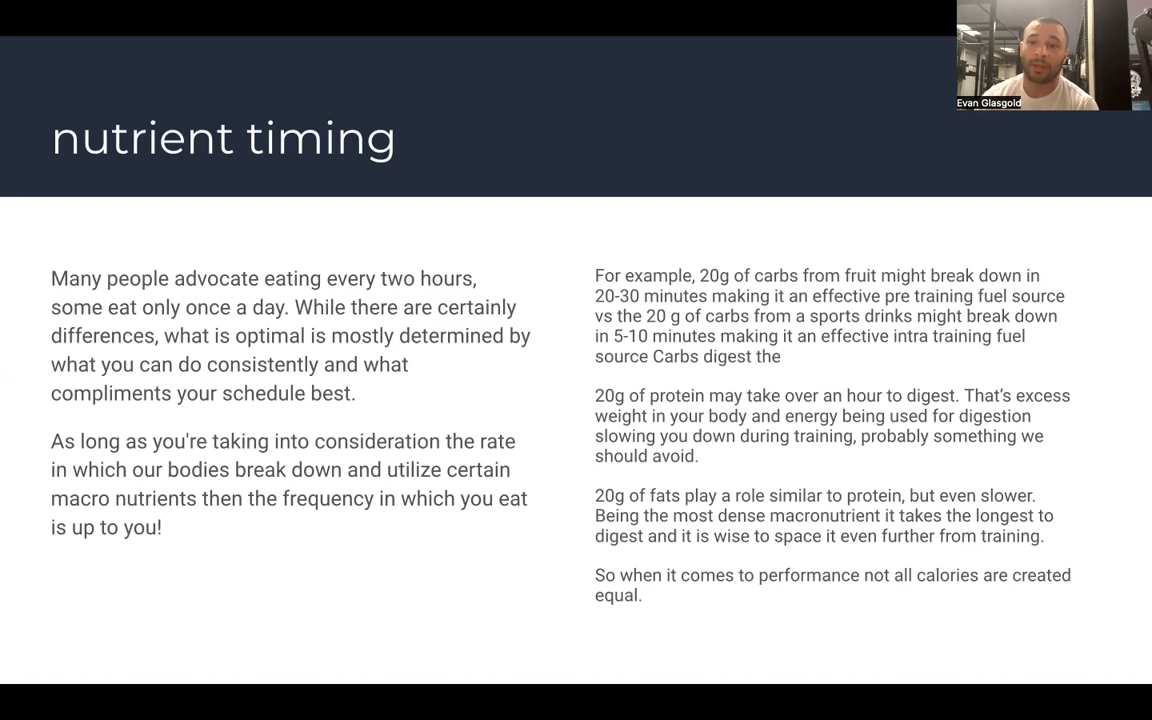 Evan Glasgold
nutrient timing
Many people advocate eating every two hours,
some eat only once a day. While there are certainly
differences, what is optimal is mostly determined by
what you can do consistently and what
compliments your schedule best.
As long as you're taking into consideration the rate
in which our bodies break down and utilize certain
macro nutrients then the frequency in which you eat
is up to you!
For example, 20g of carbs from fruit might break down in
20-30 minutes making it an effective pre training fuel source
vs the 20 g of carbs from a sports drinks might break down
in 5-10 minutes making it an effective intra training fuel
source Carbs digest the
20g of protein may take over an hour to digest. That’s excess
weight in your body and energy being used for digestion
slowing you down during training, probably something we
should avoid.
20g of fats play a role similar to protein, but even slower.
Being the most dense macronutrient it takes the longest to
digest and it is wise to space it even further from training.
So when it comes to performance not all calories are created
equal.